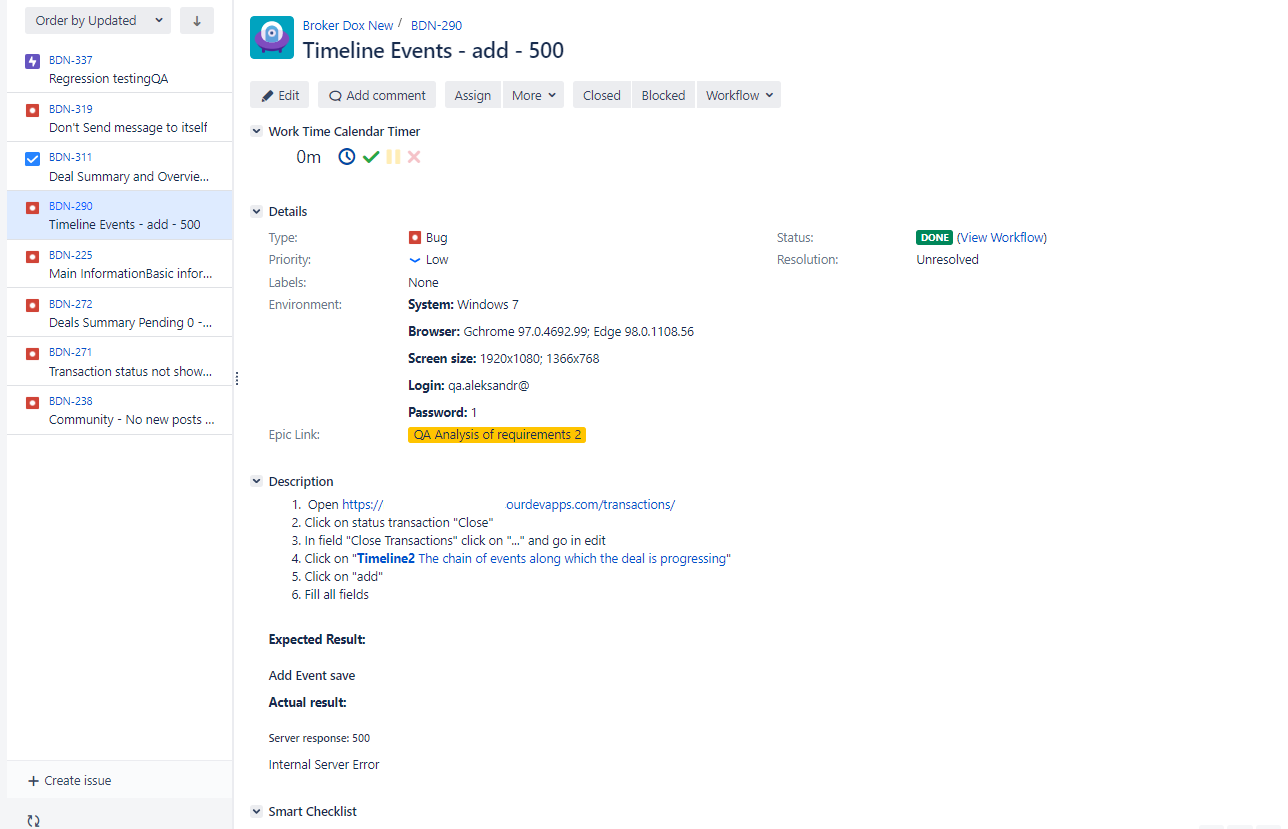 Order by Updated
BDN-337
Regression testingQA
BDN-319
Don't Send message to itself
BDN-311
Deal Summary and Overvie...
BDN-290
Timeline Events - add - 500
BDN-225
Main InformationBasic infor...
BDN-272
Deals Summary Pending 0 -...
BDN-271
Transaction status not show...
BDN-238
Community - No new posts ...
+ Create issue
Broker Dox New / BDN-290
Timeline Events - add - 500
Edit Add comment Assign More Closed Blocked Workflow
Work Time Calendar Timer
0m
Details
Type: Bug
Status: DONE (View Workflow)
Priority: Low
Resolution: Unresolved
Labels: None
Environment: System: Windows 7
Browser: Gchrome 97.0.4692.99; Edge 98.0.1108.56
Screen size: 1920x1080; 1366x768
Login: qa.aleksandr@
Password: 1
Epic Link: QA Analysis of requirements 2
Description
1. Open https:// ourdevapps.com/transactions/
2. Click on status transaction "Close"
3. In field "Close Transactions" click on "..." and go in edit
4. Click on "Timeline2 The chain of events along which the deal is progressing"
5. Click on "add"
6. Fill all fields
Expected Result:
Add Event save
Actual result:
Server response: 500
Internal Server Error
Smart Checklist